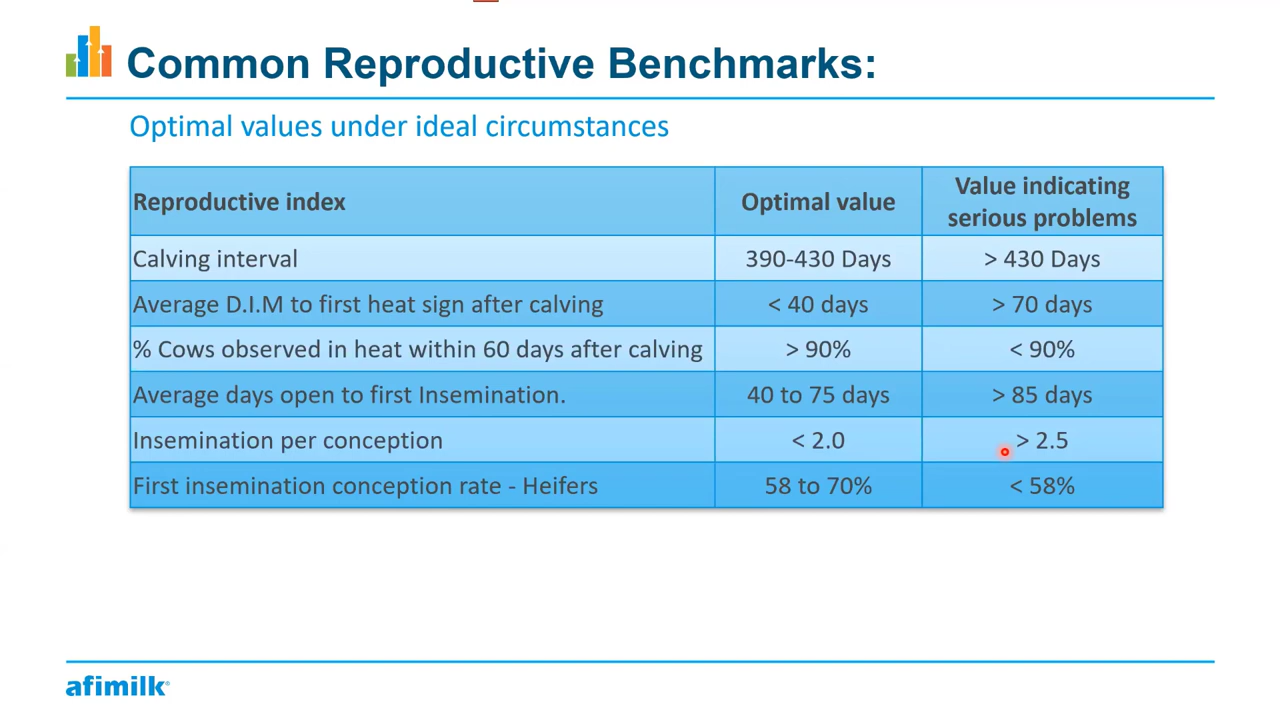 Common Reproductive Benchmarks:
Optimal values under ideal circumstances
Reproductive index Optimal value Value indicating serious problems
Calving interval 390-430 Days > 430 Days
Average D.I.M to first heat sign after calving < 40 days > 70 days
% Cows observed in heat within 60 days after calving > 90% < 90%
Average days open to first Insemination. 40 to 75 days > 85 days
Insemination per conception < 2.0 > 2.5
First insemination conception rate - Heifers 58 to 70% < 58%
afimilk